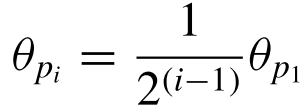 θ_{p_i} = \frac{1}{2^{(i-1)}} θ_{p_1}